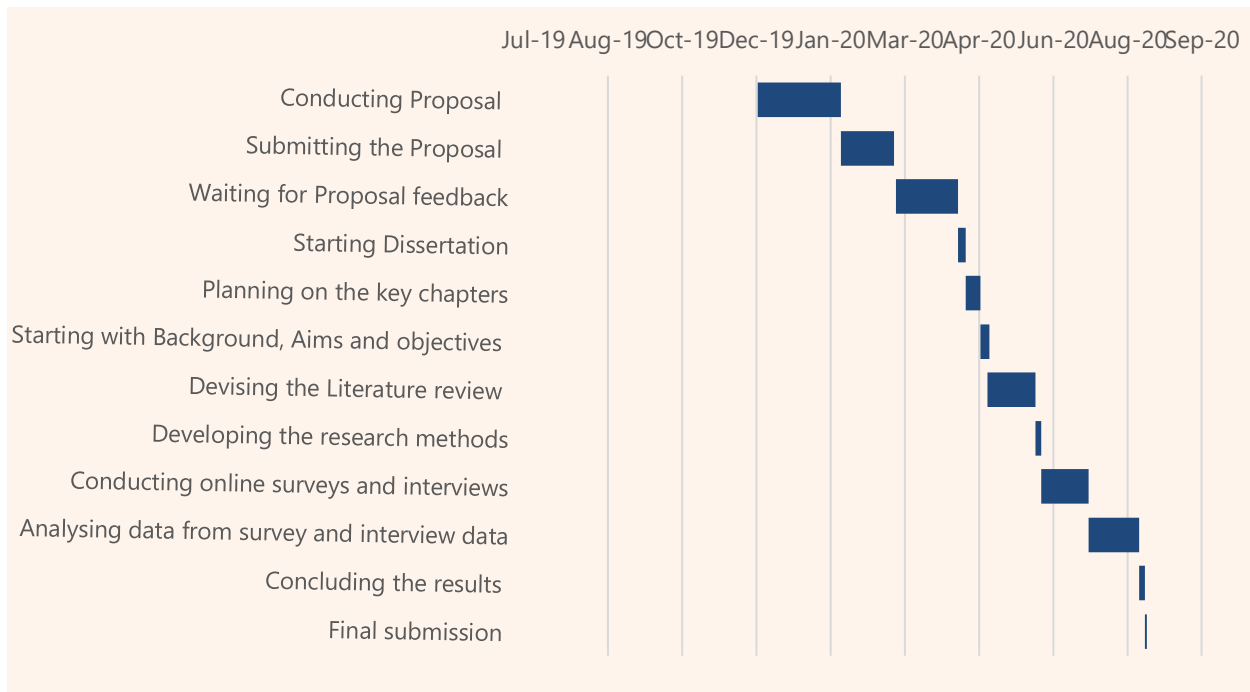 Jul-19 Aug-19 Oct-19 Dec-19 Jan-20 Mar-20 Apr-20 Jun-20 Aug-20 Sep-20
Conducting Proposal
Submitting the Proposal
Waiting for Proposal feedback
Starting Dissertation
Planning on the key chapters
Starting with Background, Aims and objectives
Devising the Literature review
Developing the research methods
Conducting online surveys and interviews
Analysing data from survey and interview data
Concluding the results
Final submission